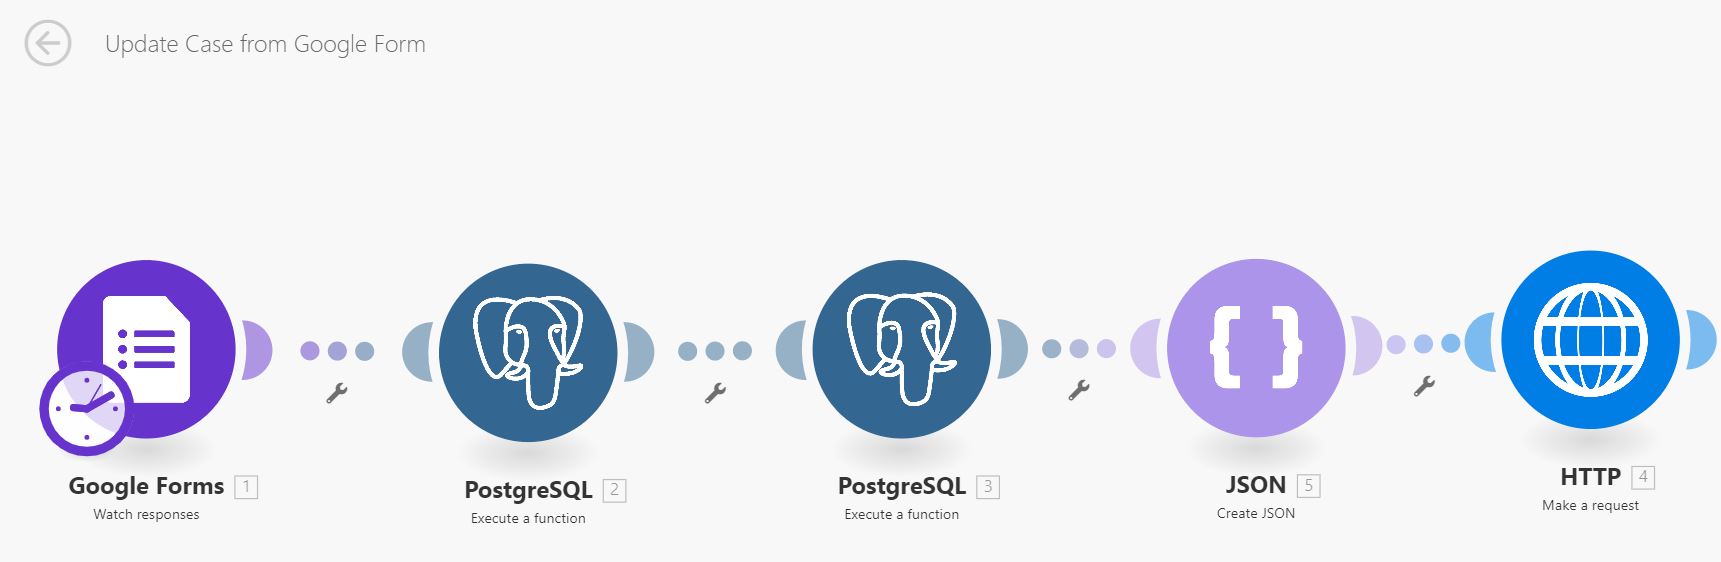 Update Case from Google Form
Google Forms 1
Watch responses
PostgreSQL 2
Execute a function
PostgreSQL 3
Execute a function
JSON 5
Create JSON
HTTP 4
Make a request